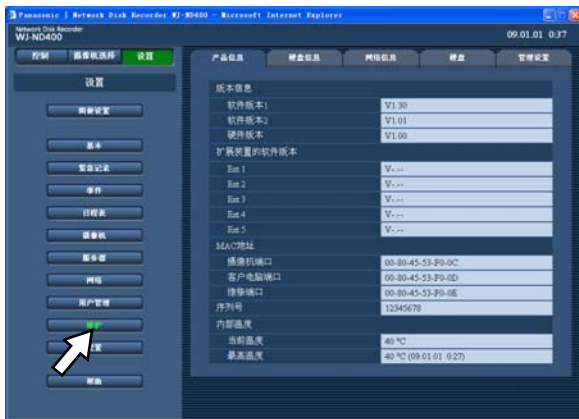 Panasonic | Network Disk Recorder WJ-ND400 - Microsoft Internet Explorer
Network Disk Recorder
WJ-ND400
09.01.01 0:37
控制 摄像机选择 设置
产品信息 硬盘信息 网络信息 硬盘 管理设置
设置
简便设置
基本
紧急记录
事件
日程表
摄像机
服务器
网络
用户管理
维护
帮助
版本信息
软件版本1 V1.30
软件版本2 V1.01
硬件版本 V1.00
扩展装置的软件版本
Ext.1 V-.--
Ext.2 V-.--
Ext.3 V-.--
Ext.4 V-.--
Ext.5 V-.--
MAC地址
摄像机端口 00-80-45-53-F0-0C
客户电脑端口 00-80-45-53-F0-0D
维修端口 00-80-45-53-F0-0E
序列号 12345678
内部温度
当前温度 40 ℃
最高温度 40 ℃ (09.01.01 0:27)